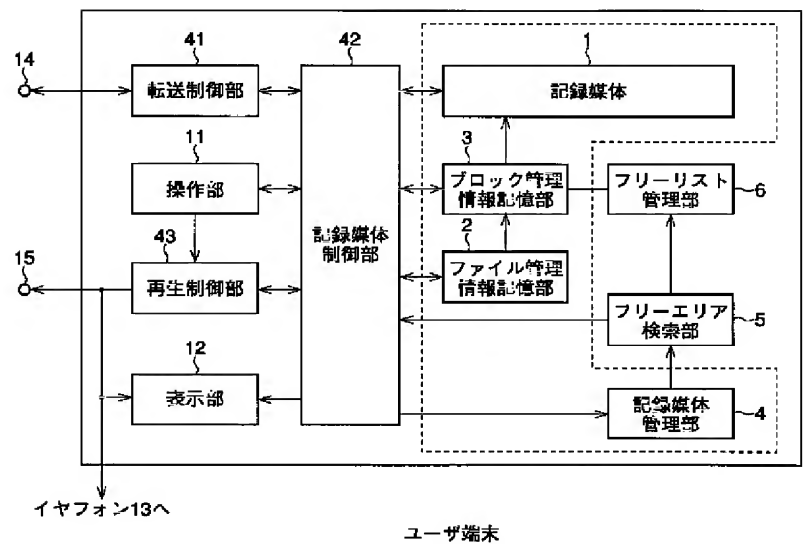 41
42
1
14
転送制御部
記録媒体
11
3
操作部
ブロック管理
情報記憶部
フリーリスト
管理部
6
43
記録媒体
制御部
2
15
再生制御部
ファイル管理
情報記憶部
フリーエリア
検索部
5
12
表示部
記録媒体
管理部
4
イヤフォン13へ
ユーザ端末